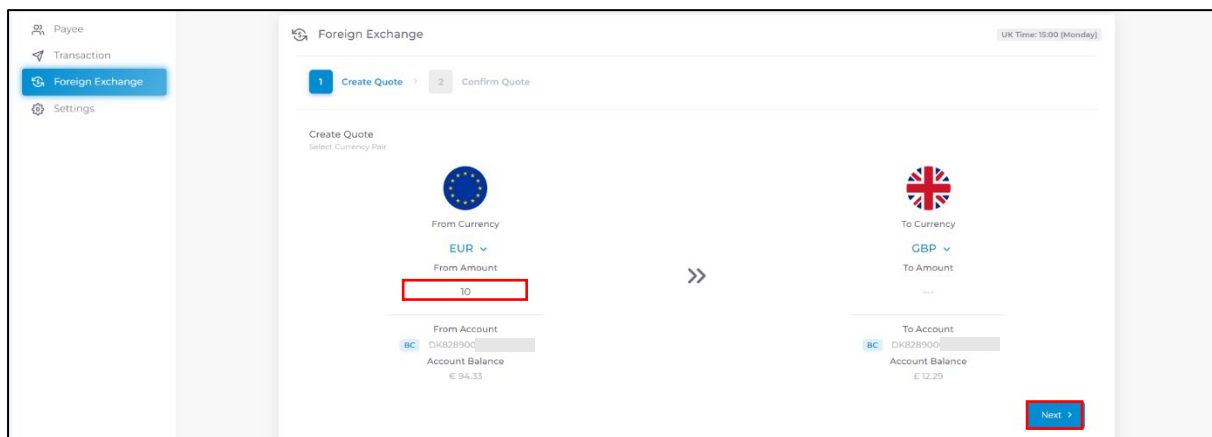 Payee
Transaction
Foreign Exchange
Settings
Foreign Exchange
UK Time: 15:00 (Monday)
1 Create Quote 2 Confirm Quote
Create Quote
Select Currency Pair
From Currency
EUR
From Amount
10
From Account
BC DK828900
Account Balance
€ 94.33
To Currency
GBP
To Amount
---
To Account
BC DK828900
Account Balance
£ 12.29
Next